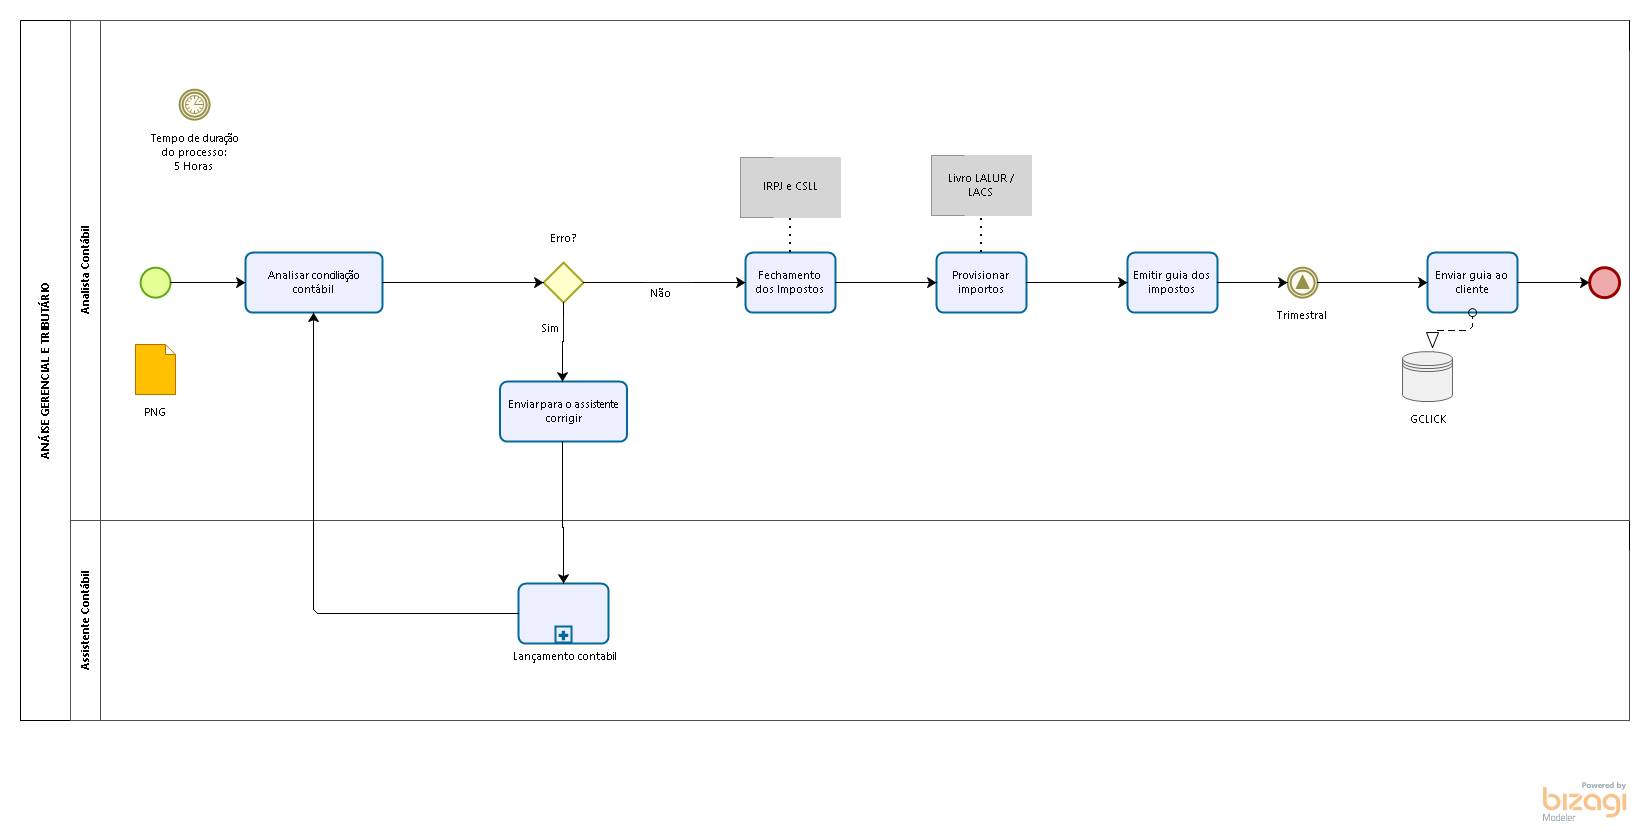 ANÁISE GERENCIAL E TRIBUTÁRIO
Analista Contábil
Tempo de duração
do processo:
5 Horas
IRPJ e CSLL
Livro LALUR /
LACS
Erro?
Analisar conciliação
contábil
Não
Fechamento
dos Impostos
Provisionar
importos
Emitir guia dos
impostos
Trimestral
Enviar guia ao
cliente
Sim
PNG
Enviar para o assistente
corrigir
GCLICK
Assistente Contábil
Lançamento contabil
Powered by
bizagi
Modeler